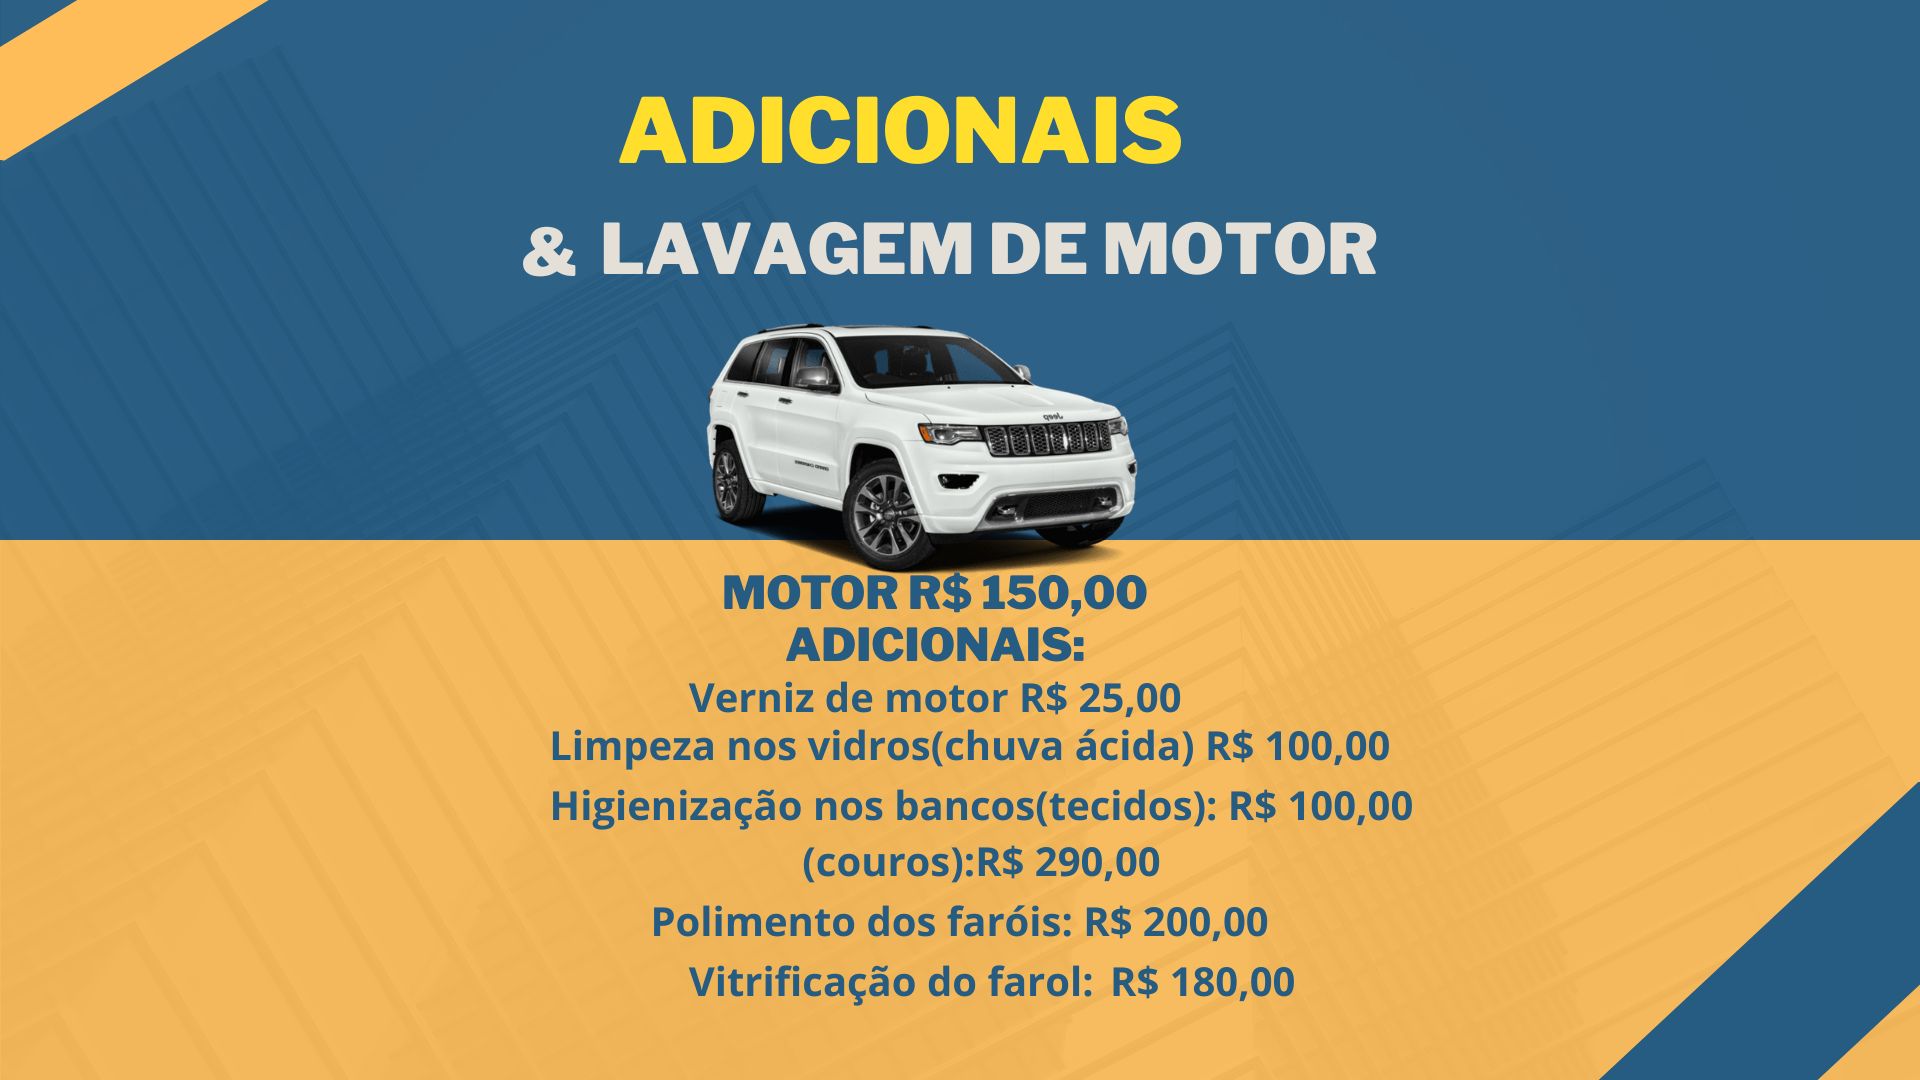 ADICIONAIS
& LAVAGEM DE MOTOR
Jeep
MOTOR R$ 150,00
ADICIONAIS:
Verniz de motor R$ 25,00
Limpeza nos vidros(chuva ácida) R$ 100,00
Higienização nos bancos(tecidos): R$ 100,00
(couros):R$ 290,00
Polimento dos faróis: R$ 200,00
Vitrificação do farol: R$ 180,00